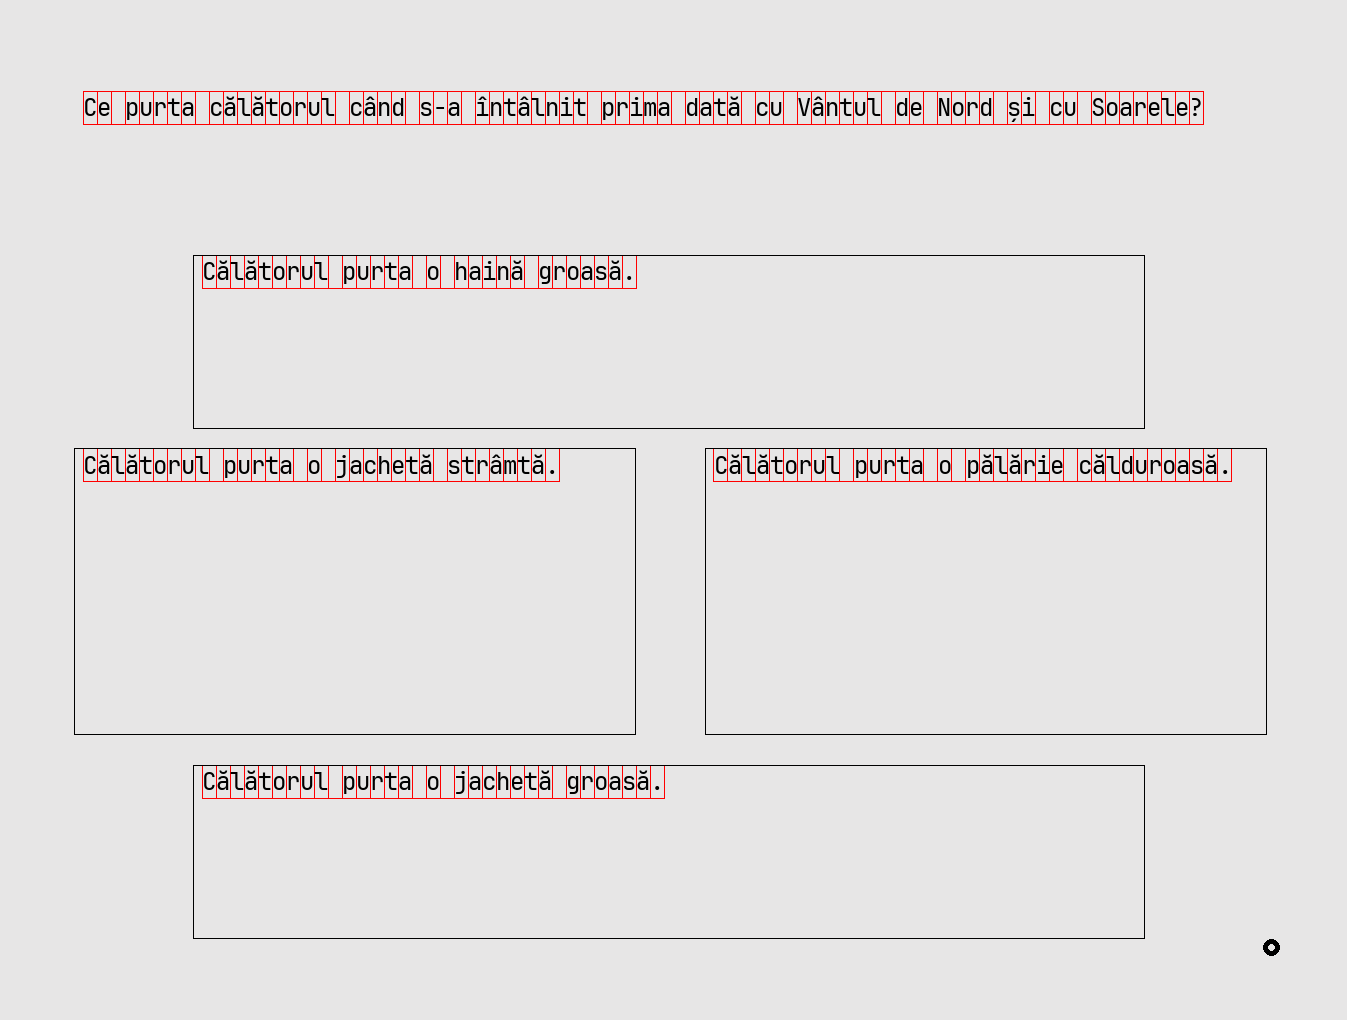 Ce purta călătorul când s-a întâlnit prima dată cu Vântul de Nord și cu Soarele?
Călătorul purta o haină groasă.
Călătorul purta o jachetă strâmtă.
Călătorul purta o pălărie călduroasă.
Călătorul purta o jachetă groasă.